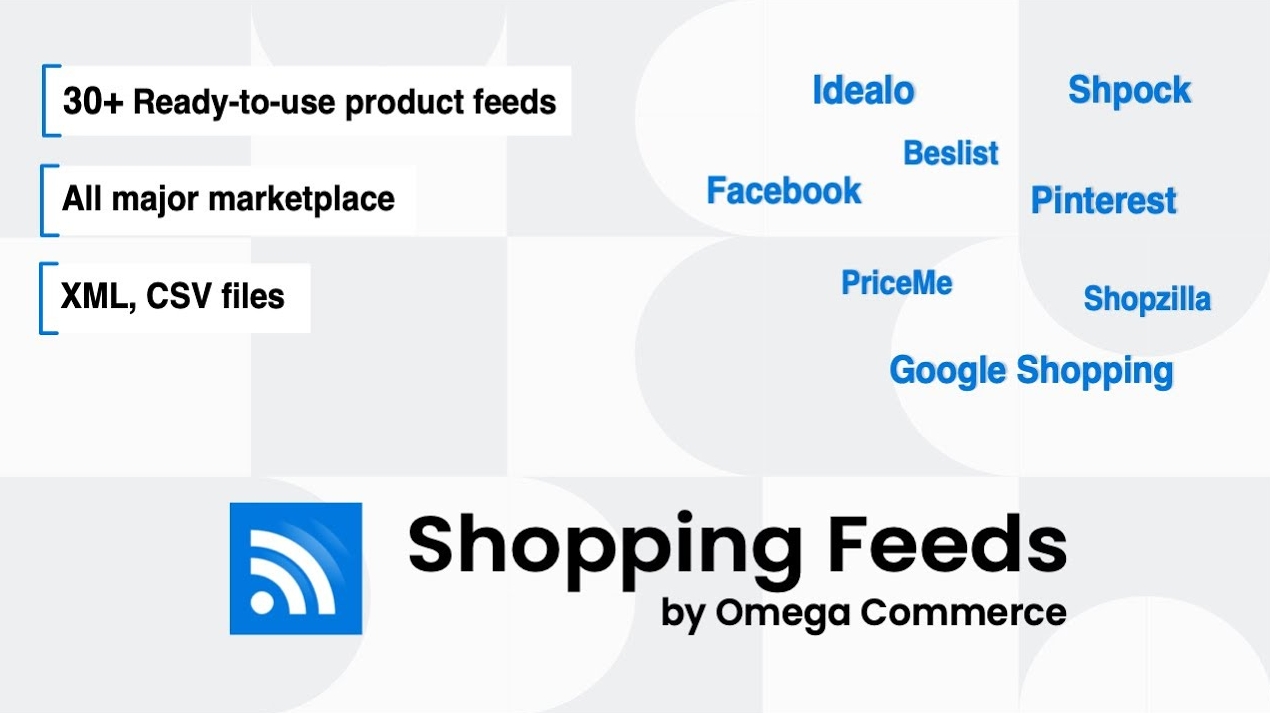 30+ Ready-to-use product feeds
All major marketplace
XML, CSV files
Idealo
Shpock
Beslist
Facebook
Pinterest
PriceMe
Shopzilla
Google Shopping
Shopping Feeds
by Omega Commerce